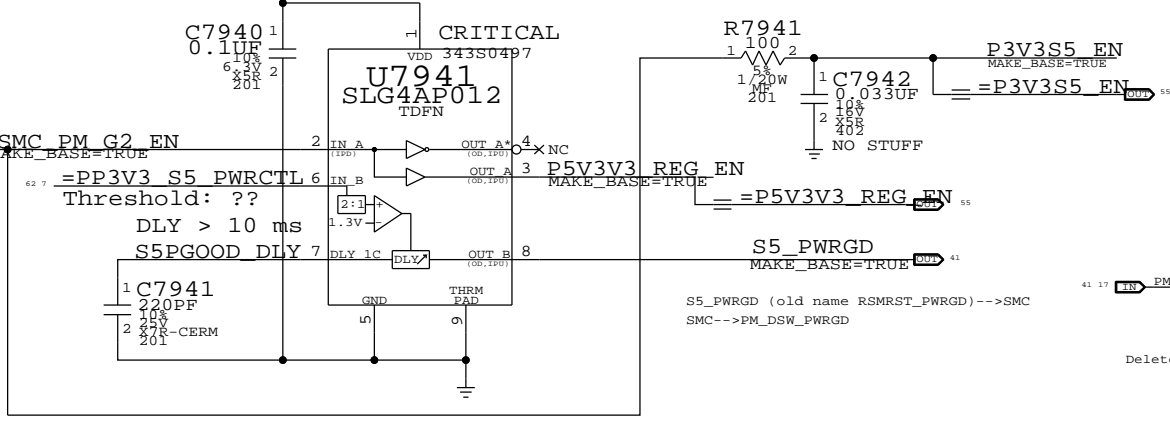 C7940 1
0.1UF
10%
6.3V
X5R
201
2
1
VDD
CRITICAL
343S0497
U7941
SLG4AP012
TDFN
R7941
1 100 2
5%
1/20W
MF
201
P3V3S5_EN
MAKE_BASE=TRUE
=P3V3S5_EN
OUT 55
1 C7942
0.033UF
10%
16V
2 X5R
402
NO STUFF
SMC_PM_G2_EN
AKE_BASE=TRUE
2 IN_A
(IPD)
OUT_A* 4 NC
(OD,IPU)
OUT_A 3
(OD,IPU)
P5V3V3_REG_EN
MAKE_BASE=TRUE
62 7 =PP3V3_S5_PWRCTL 6 IN_B
Threshold: ??
2:1
+
1.3V
-
=P5V3V3_REG_EN
OUT 55
DLY > 10 ms
S5PGOOD_DLY 7 DLY_1C
DLY
OUT_B 8
(OD,IPU)
S5_PWRGD
MAKE_BASE=TRUE
OUT 41
1 C7941
220PF
10%
25V
2 X7R-CERM
201
GND
THRM
PAD
5
9
S5_PWRGD (old name RSMRST_PWRGD)-->SMC
SMC-->PM_DSW_PWRGD
41 17 IN PM
Delet